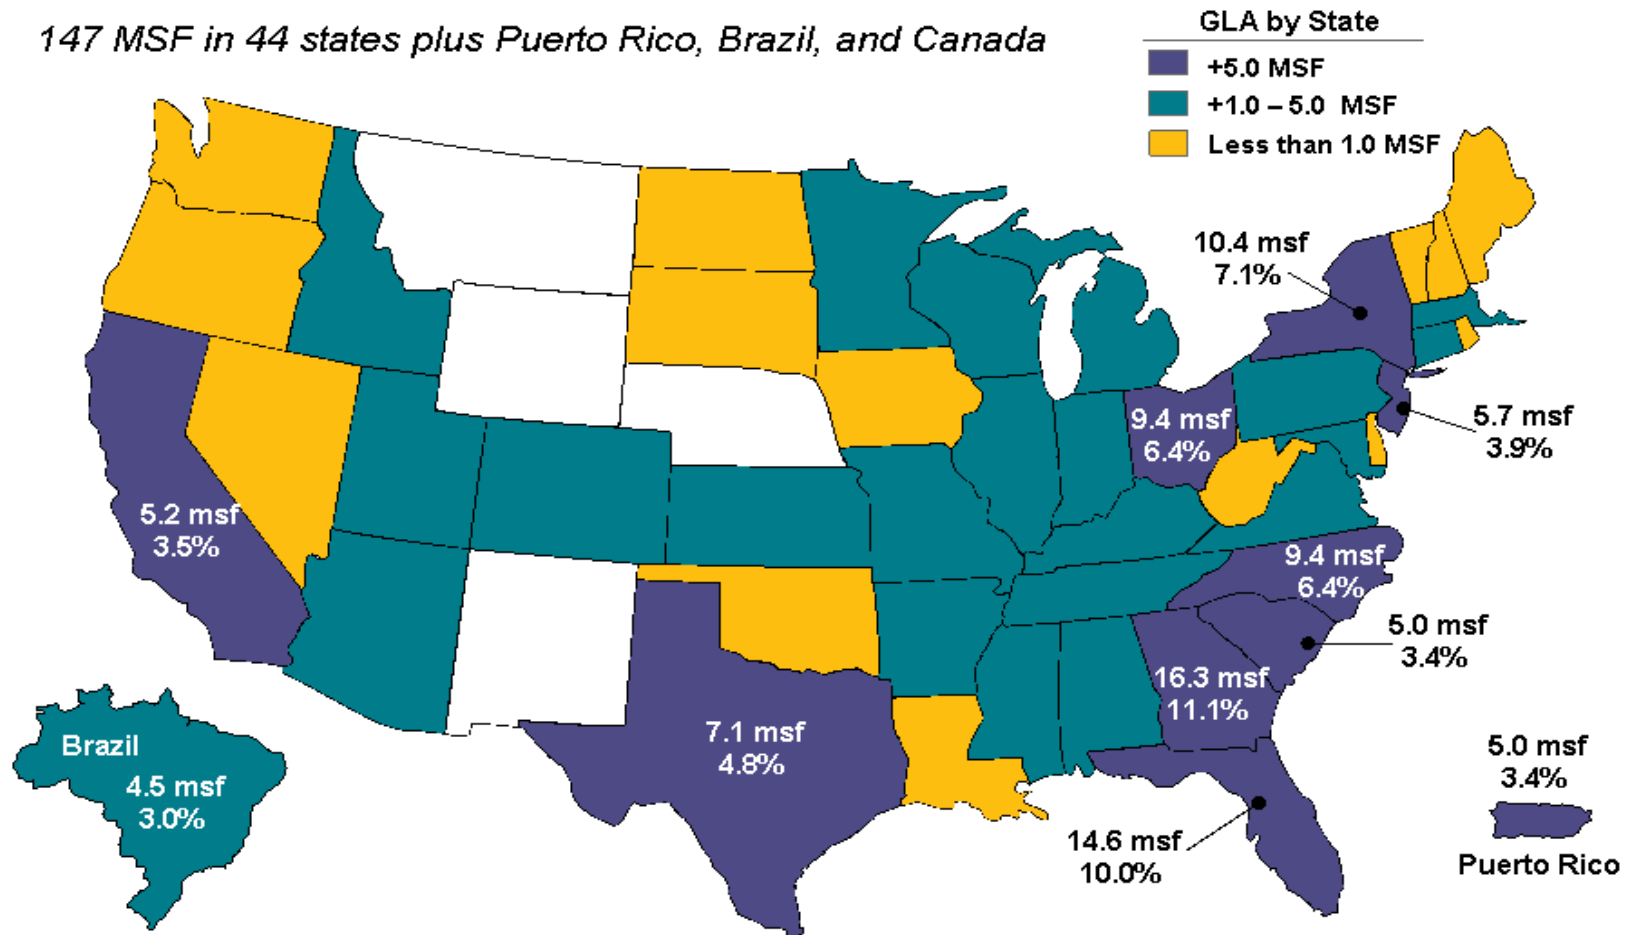 147 MSF in 44 states plus Puerto Rico, Brazil, and Canada
GLA by State
+5.0 MSF
+1.0 – 5.0 MSF
Less than 1.0 MSF
10.4 msf
7.1%
9.4 msf
6.4%
5.7 msf
3.9%
5.2 msf
3.5%
9.4 msf
6.4%
5.0 msf
3.4%
16.3 msf
11.1%
7.1 msf
4.8%
Brazil
4.5 msf
3.0%
14.6 msf
10.0%
5.0 msf
3.4%
Puerto Rico